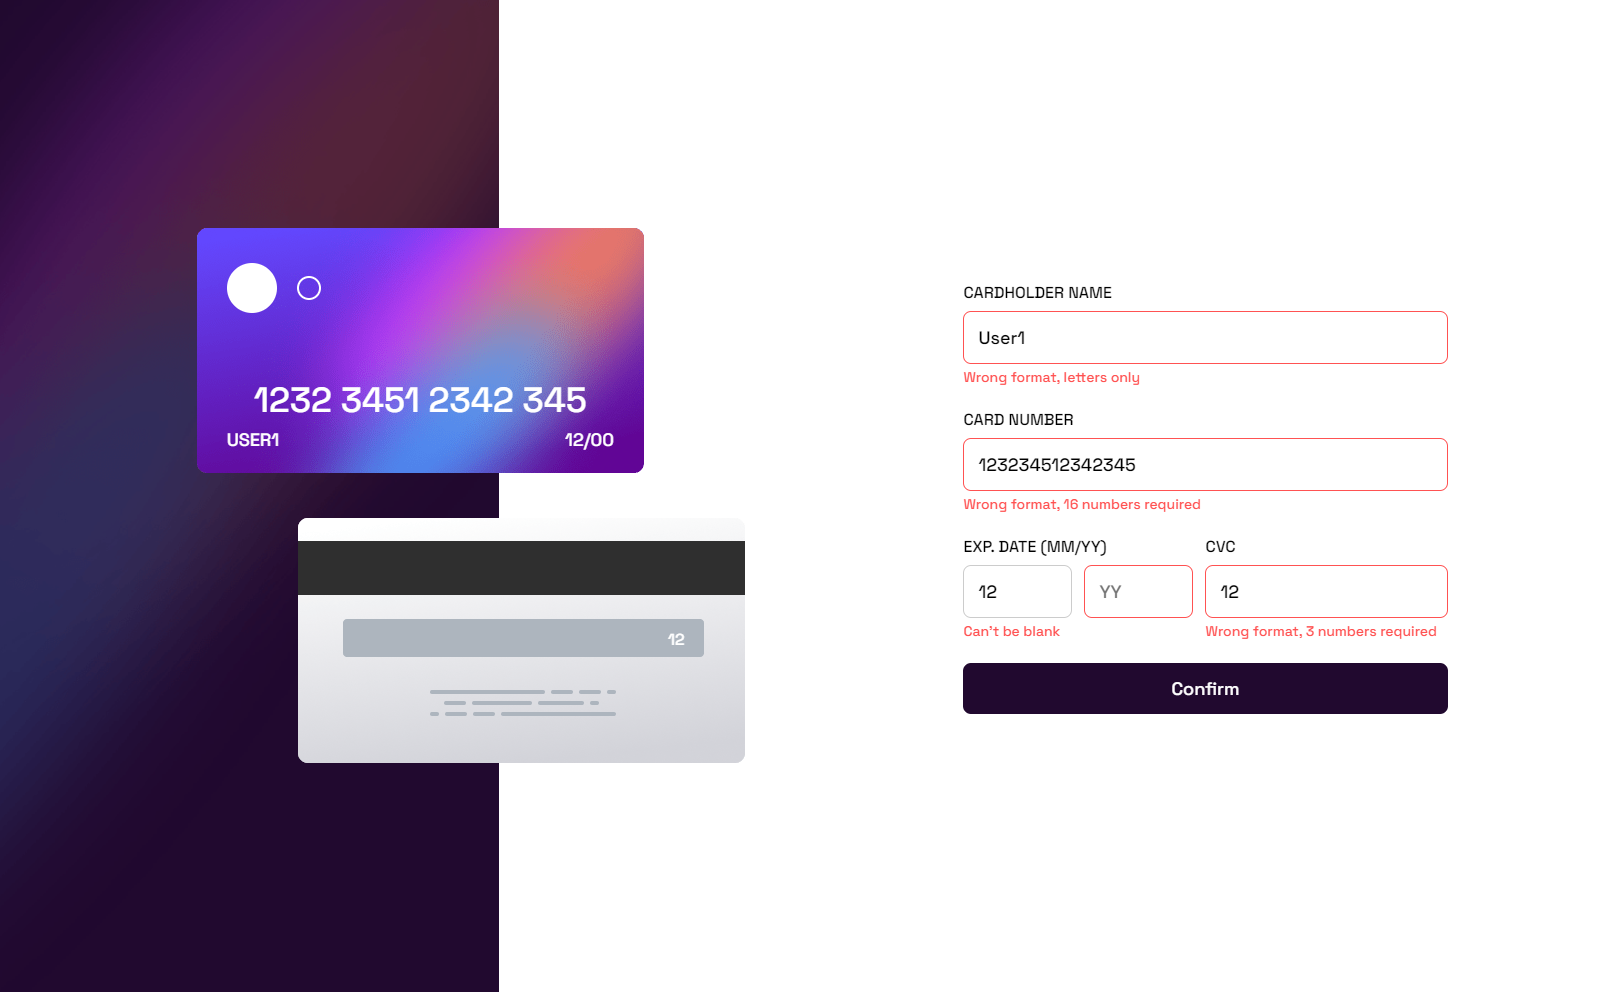 1232 3451 2342 345
USER1 12/00
12
CARDHOLDER NAME
User1
Wrong format, letters only
CARD NUMBER
123234512342345
Wrong format, 16 numbers required
EXP. DATE (MM/YY) CVC
12 YY 12
Can't be blank Wrong format, 3 numbers required
Confirm